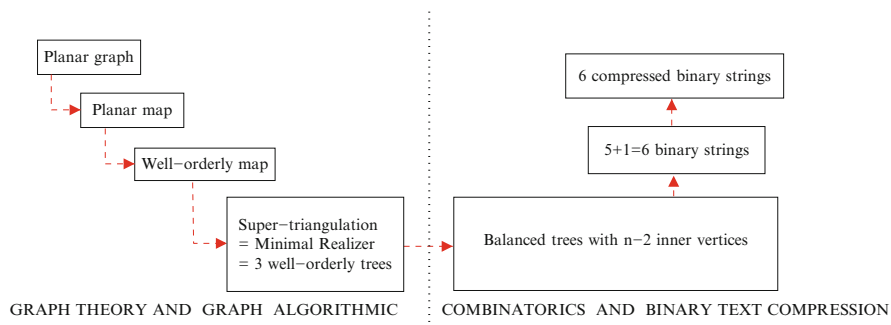 Planar graph
Planar map
Well−orderly map
Super−triangulation
= Minimal Realizer
= 3 well−orderly trees
GRAPH THEORY AND GRAPH ALGORITHMIC
6 compressed binary strings
5+1=6 binary strings
Balanced trees with n−2 inner vertices
COMBINATORICS AND BINARY TEXT COMPRESSION